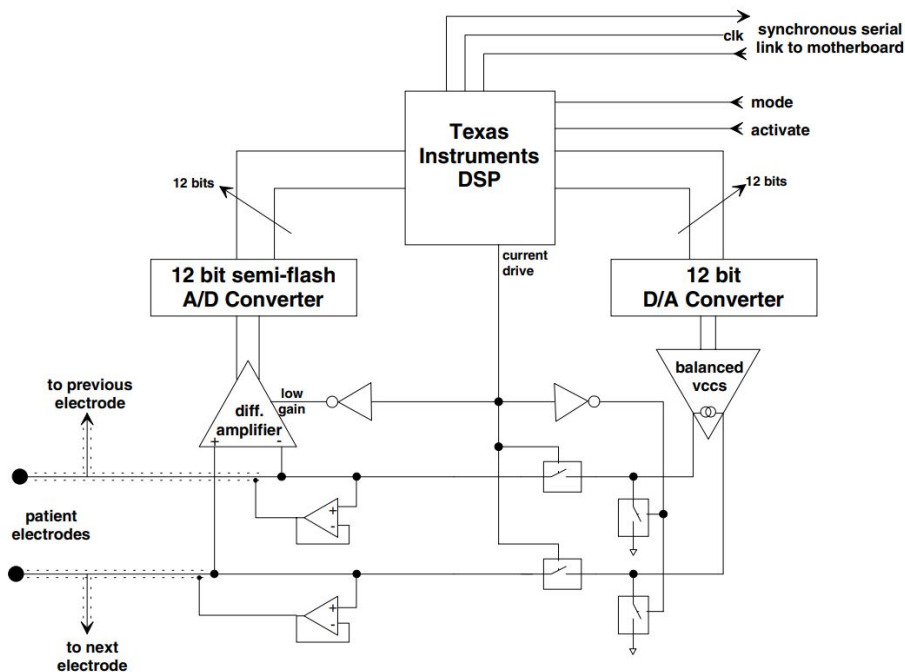 clk
synchronous serial
link to motherboard
mode
activate
Texas
Instruments
DSP
12 bits
12 bits
current
drive
12 bit semi-flash
A/D Converter
12 bit
D/A Converter
to previous
electrode
low
gain
diff.
amplifier
+ -
balanced
vccs
+
-
patient
electrodes
+
-
to next
electrode